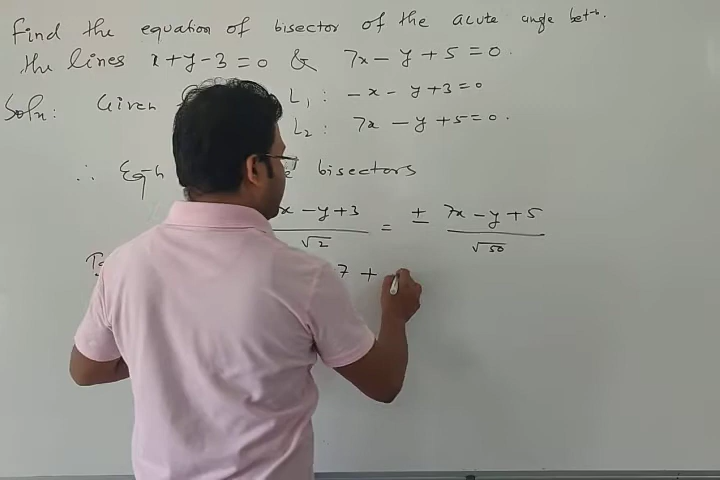 Find the equation of bisector of the acute angle betⁿ.
the lines x+y-3=0 & 7x-y+5=0.
Soln: Given L₁: -x-y+3=0
L₂: 7x-y+5=0.
∴ Eqⁿ bisectors
x-y+3/√2 = ± 7x-y+5/√50
7 +